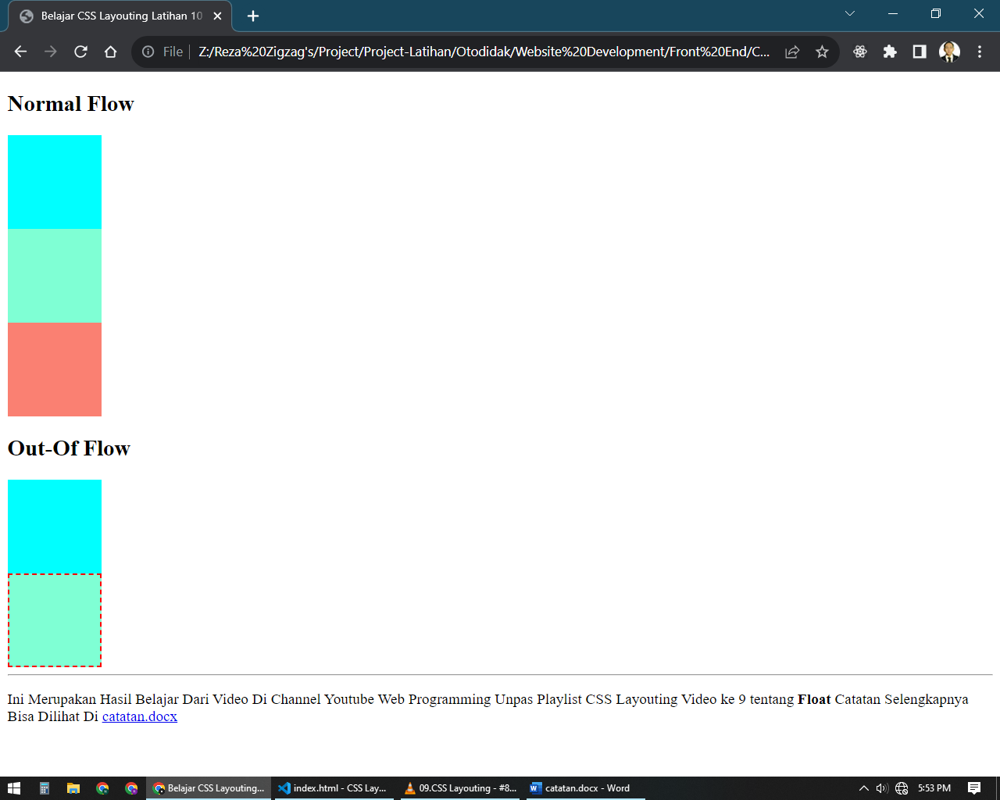 Belajar CSS Layouting Latihan 10
File
Z:/Reza%20Zigzag's/Project/Project-Latihan/Otodidak/Website%20Development/Front%20End/C...
Normal Flow
Out-Of Flow
Ini Merupakan Hasil Belajar Dari Video Di Channel Youtube Web Programming Unpas Playlist CSS Layouting Video ke 9 tentang Float Catatan Selengkapnya
Bisa Dilihat Di catatan.docx
Belajar CSS Layouting... index.html - CSS Lay... 09.CSS Layouting - #8... catatan.docx - Word 5:53 PM